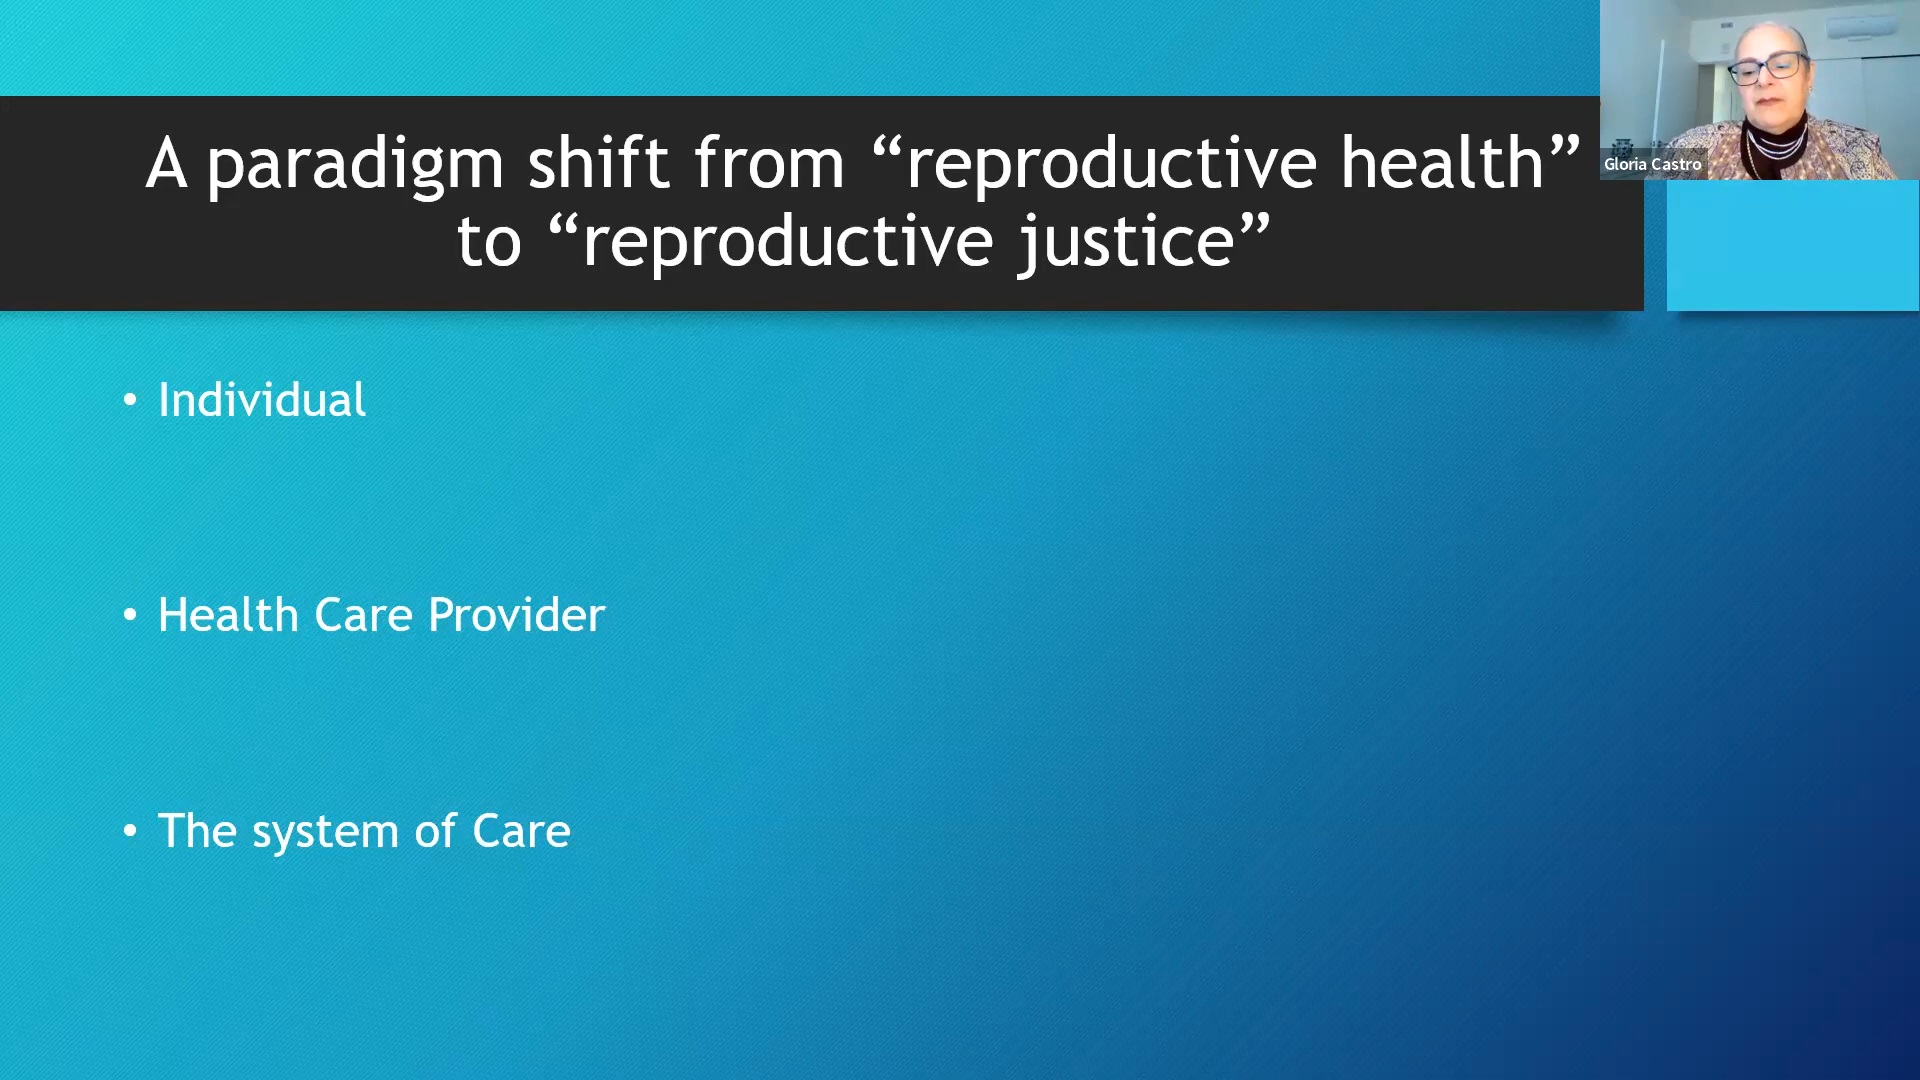 A paradigm shift from “reproductive health”
to “reproductive justice”
Gloria Castro
• Individual
• Health Care Provider
• The system of Care